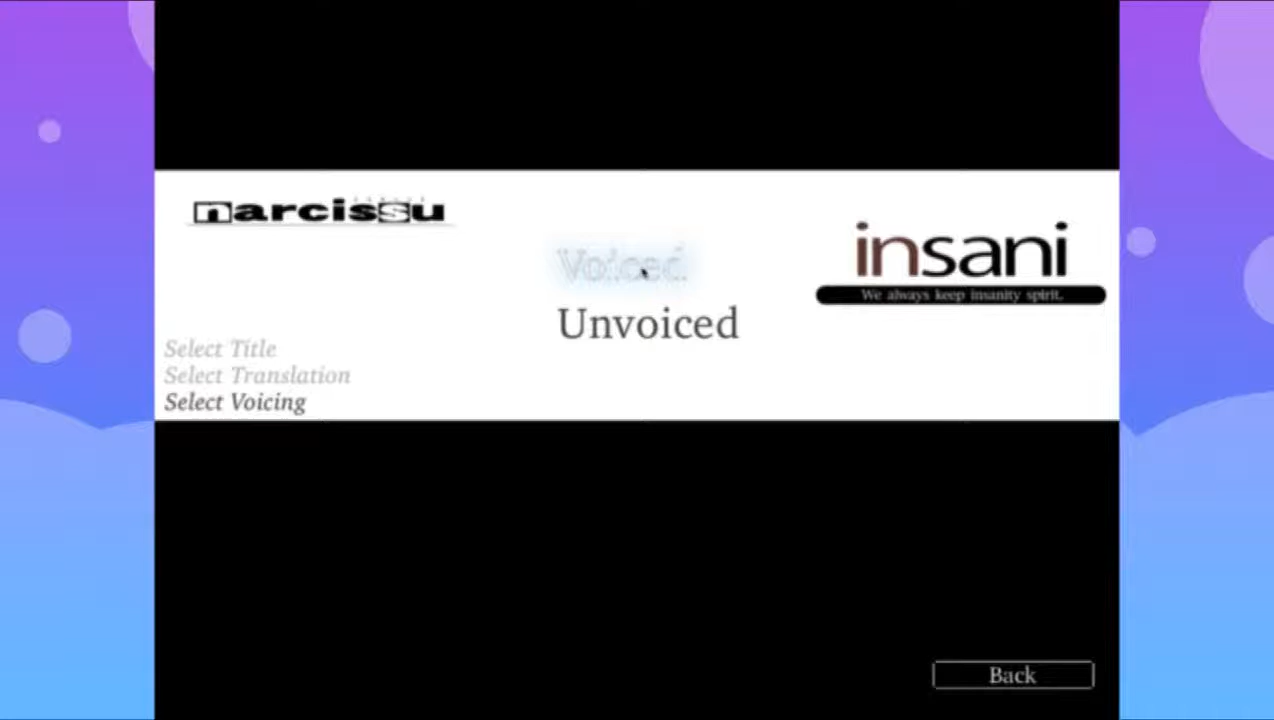 narcissu
Voiced
Unvoiced
insani
We always keep insanity spirit.
Select Title
Select Translation
Select Voicing
Back